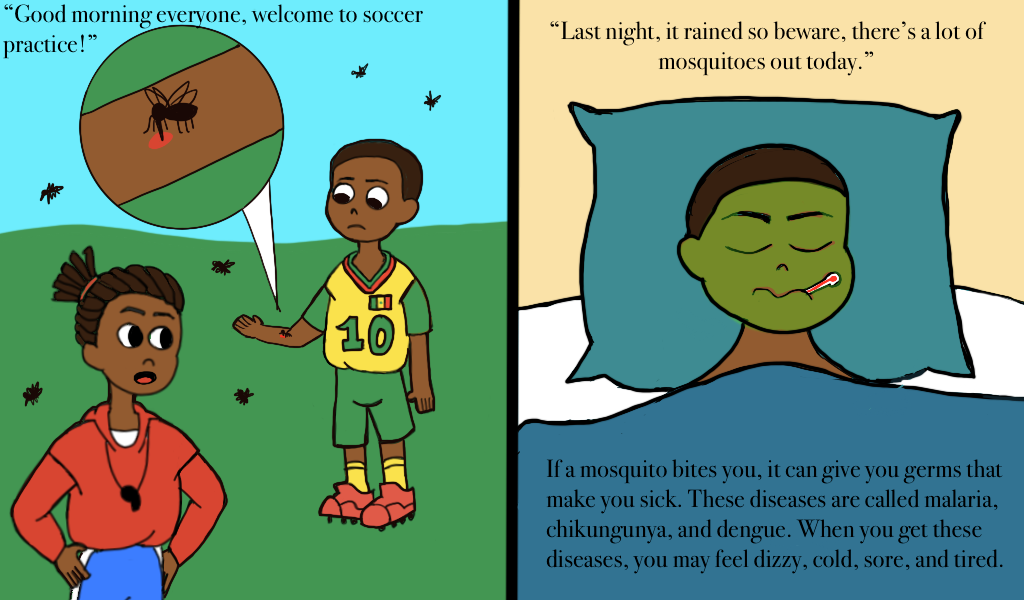 “Good morning everyone, welcome to soccer
practice!”
10
“Last night, it rained so beware, there’s a lot of
mosquitoes out today.”
If a mosquito bites you, it can give you germs that
make you sick. These diseases are called malaria,
chikungunya, and dengue. When you get these
diseases, you may feel dizzy, cold, sore, and tired.